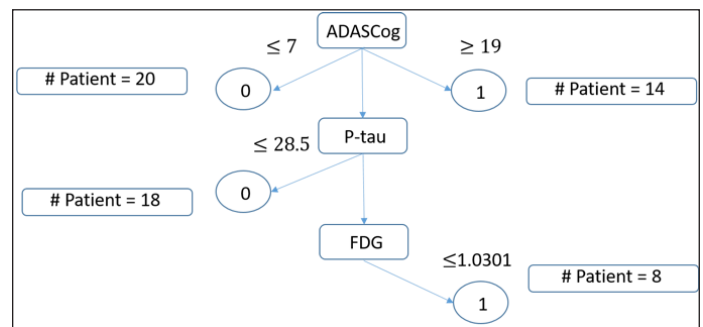 ADASCog
≤ 7
≥ 19
# Patient = 20
0
1
# Patient = 14
P-tau
≤ 28.5
# Patient = 18
0
FDG
≤1.0301
# Patient = 8
1